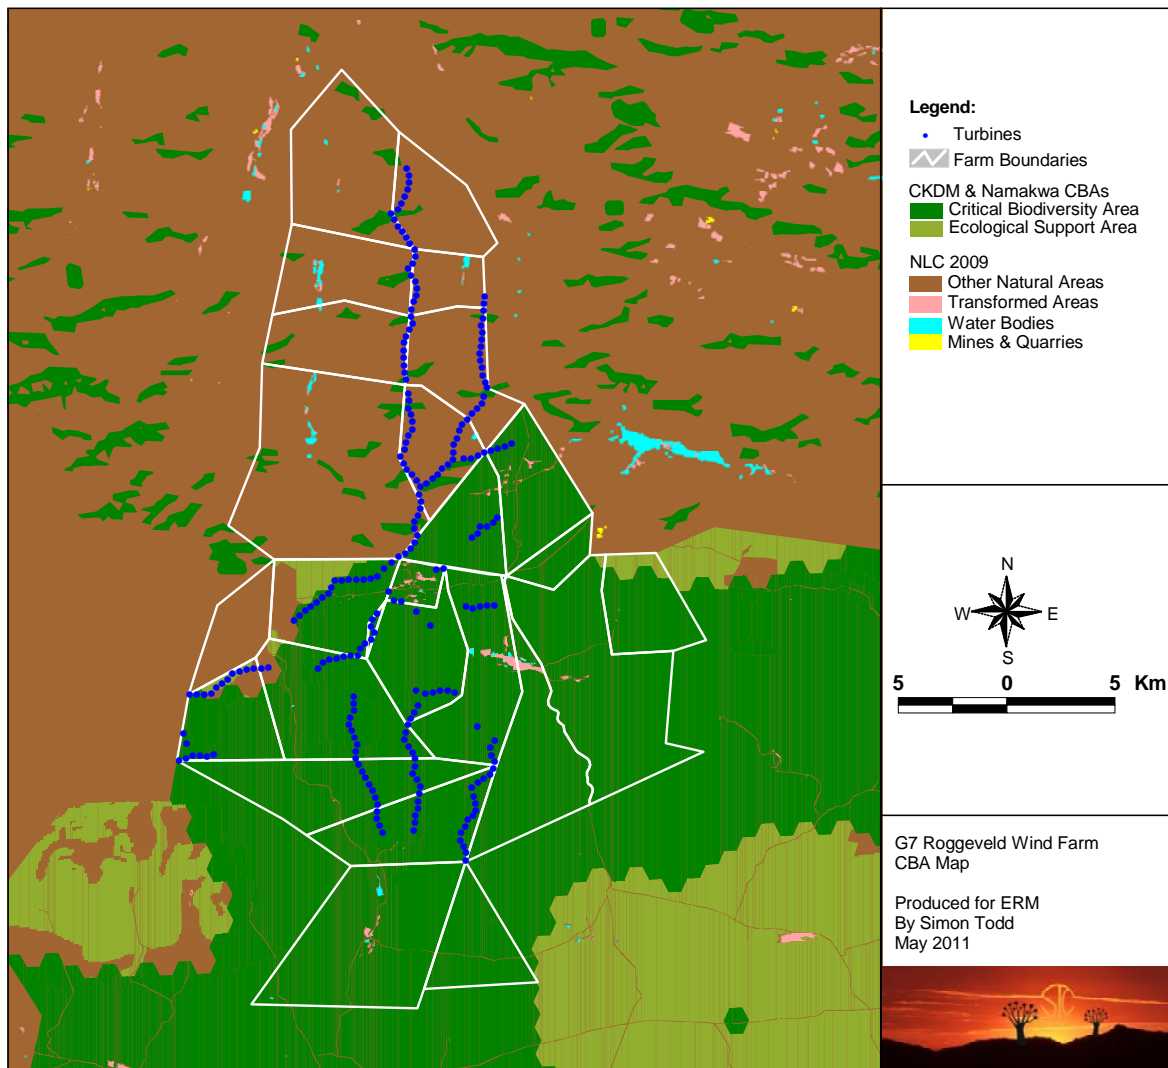 Legend:
Turbines
Farm Boundaries
CKDM & Namakwa CBAs
Critical Biodiversity Area
Ecological Support Area
NLC 2009
Other Natural Areas
Transformed Areas
Water Bodies
Mines & Quarries
N
W E
S
5 0 5 Km
G7 Roggeveld Wind Farm
CBA Map
Produced for ERM
By Simon Todd
May 2011